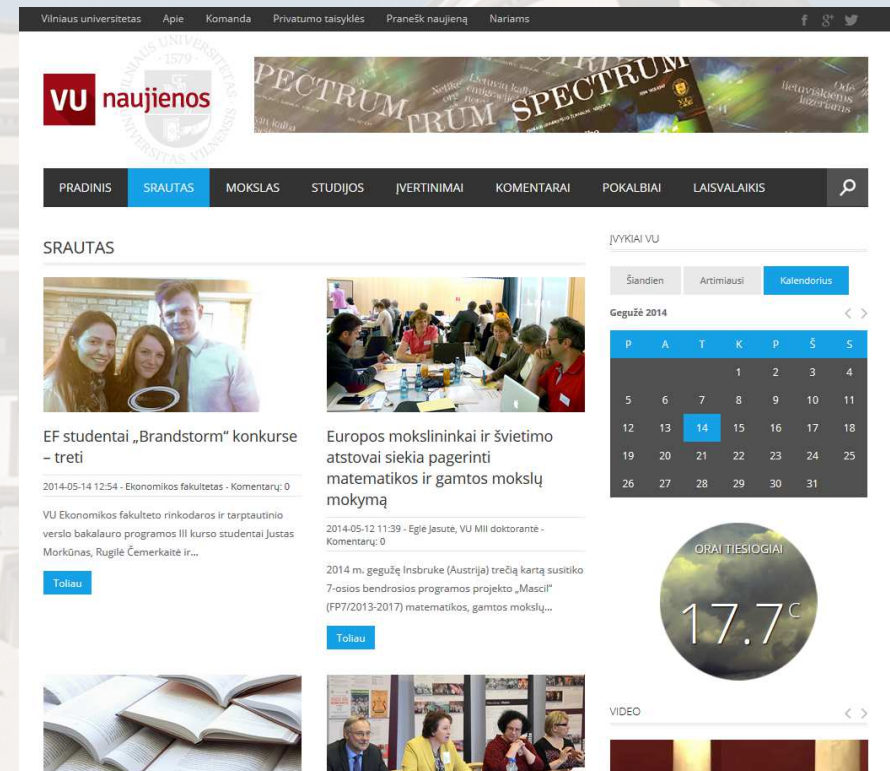 Vilniaus universitetas Apie Komanda Privatumo taisyklės Pranešk naujieną Nariams
VU naujienos
SPECTRUM
PRADINIS SRAUTAS MOKSLAS STUDIJOS ĮVERTINIMAI KOMENTARAI POKALBIAI LAISVALAIKIS
SRAUTAS
EF studentai „Brandstorm“ konkurse
– treti
2014-05-14 12:54 - Ekonomikos fakultetas - Komentarų: 0
VU Ekonomikos fakulteto rinkodaros ir tarptautinio
verslo bakalauro programos III kurso studentai Justas
Morkūnas, Rugilė Čemerkaitė ir...
Toliau
Europos mokslininkai ir švietimo
atstovai siekia pagerinti
matematikos ir gamtos mokslų
mokymą
2014-05-12 11:39 - Eglė Jasutė, VU MII doktorantė -
Komentarų: 0
2014 m. gegužę Insbruke (Austrija) trečią kartą susitiko
7-osios bendrosios programos projekto „Mascil“
(FP7/2013-2017) matematikos, gamtos mokslų...
Toliau
ĮVYKIAI VU
Šiandien Artimiausi Kalendorius
Gegužė 2014 < >
P A T K P Š S
1 2 3 4
5 6 7 8 9 10 11
12 13 14 15 16 17 18
19 20 21 22 23 24 25
26 27 28 29 30 31
ORAI TIESIOGIAI
17.7 C
VIDEO < >